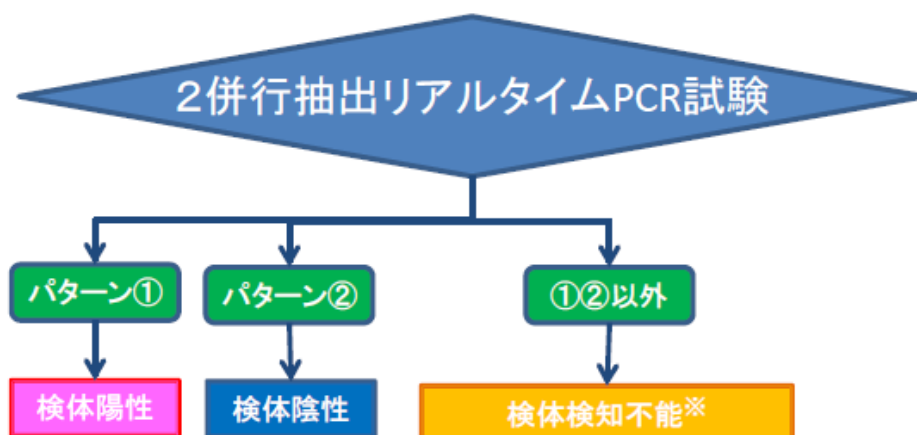 2併行抽出リアルタイムPCR試験
パターン①
パターン②
①②以外
検体陽性
検体陰性
検体検知不能※